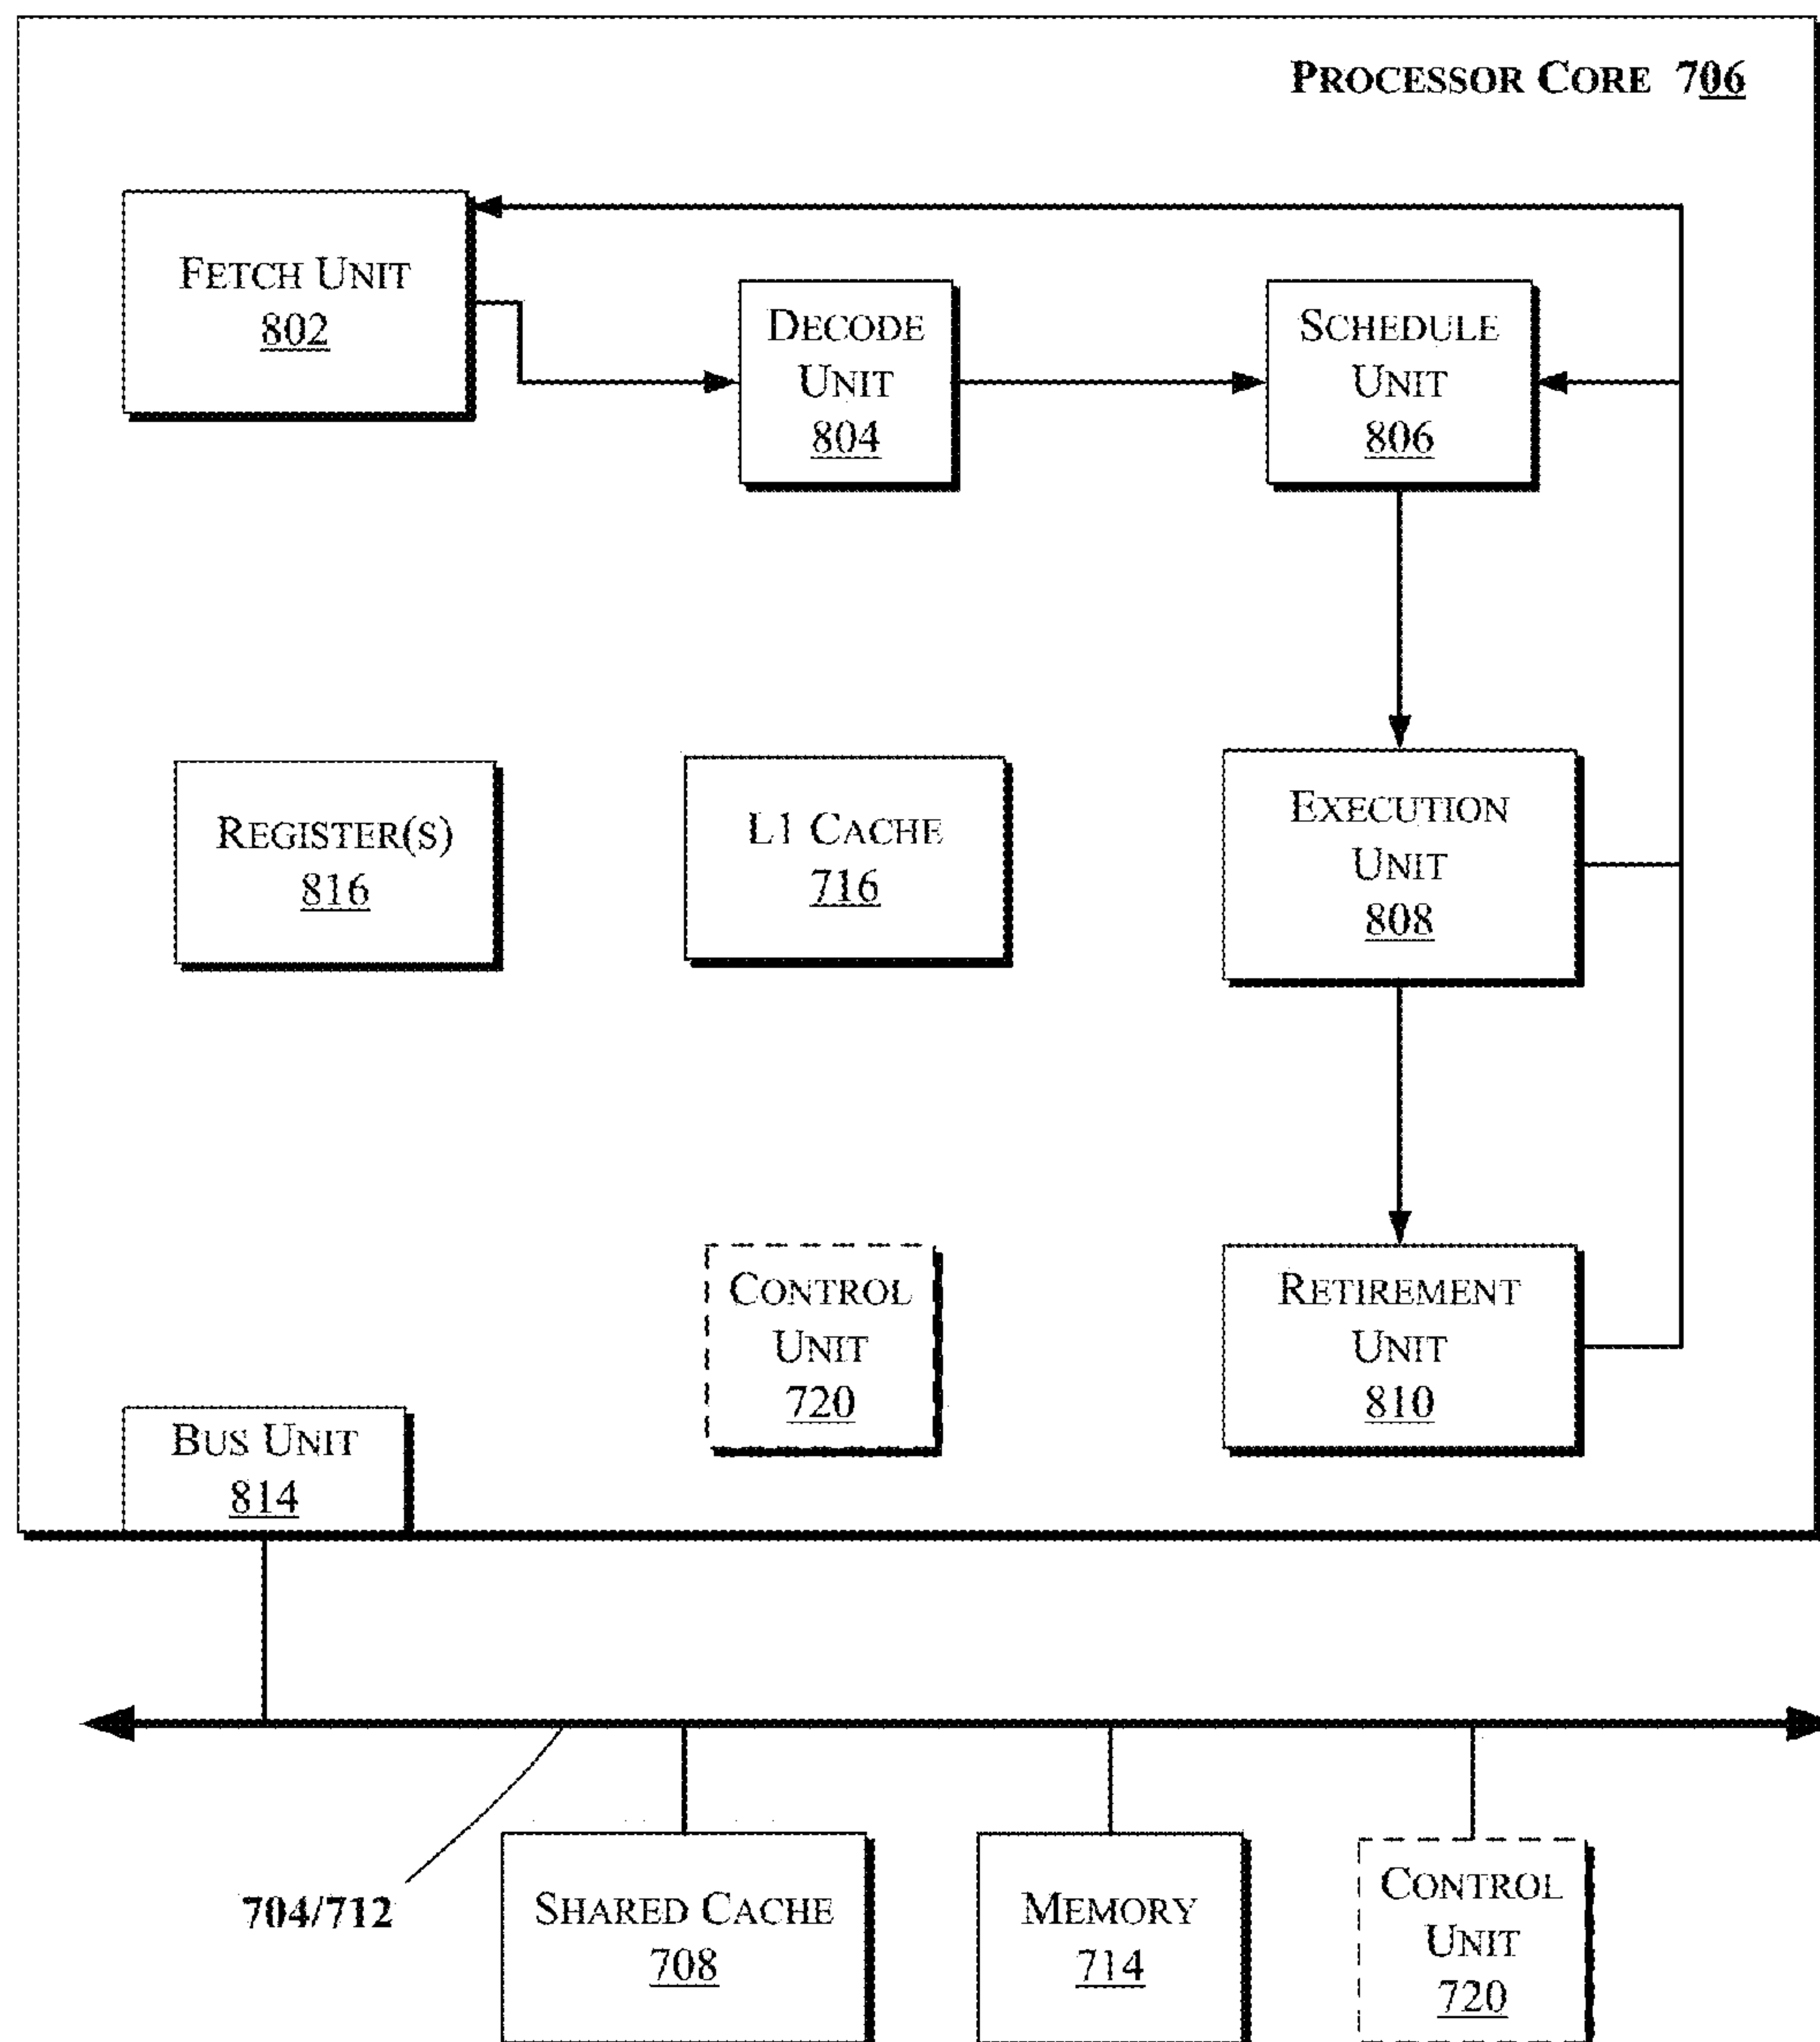 PROCESSOR CORE 706
FETCH UNIT
802
DECODE
UNIT
804
SCHEDULE
UNIT
806
REGISTER(S)
816
L1 CACHE
716
EXECUTION
UNIT
808
CONTROL
UNIT
720
RETIREMENT
UNIT
810
BUS UNIT
814
704/712
SHARED CACHE
708
MEMORY
714
CONTROL
UNIT
720